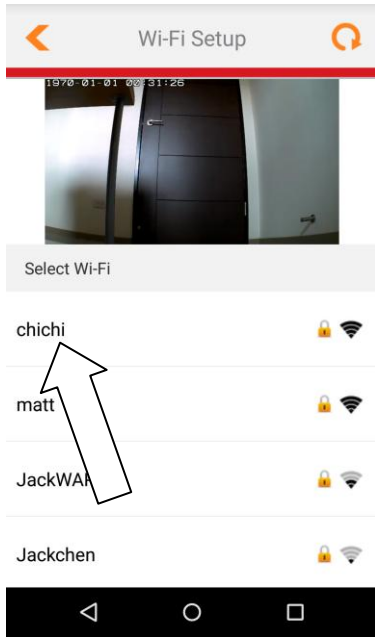 Wi-Fi Setup
1970-01-01 00:31:26
Select Wi-Fi
chichi
matt
Jackchen